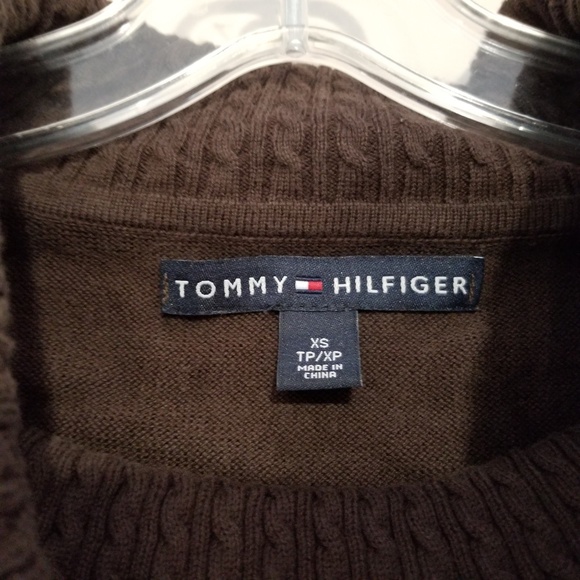 TOMMY HILFIGER
XS
TP/XP
MADE IN
CHINA